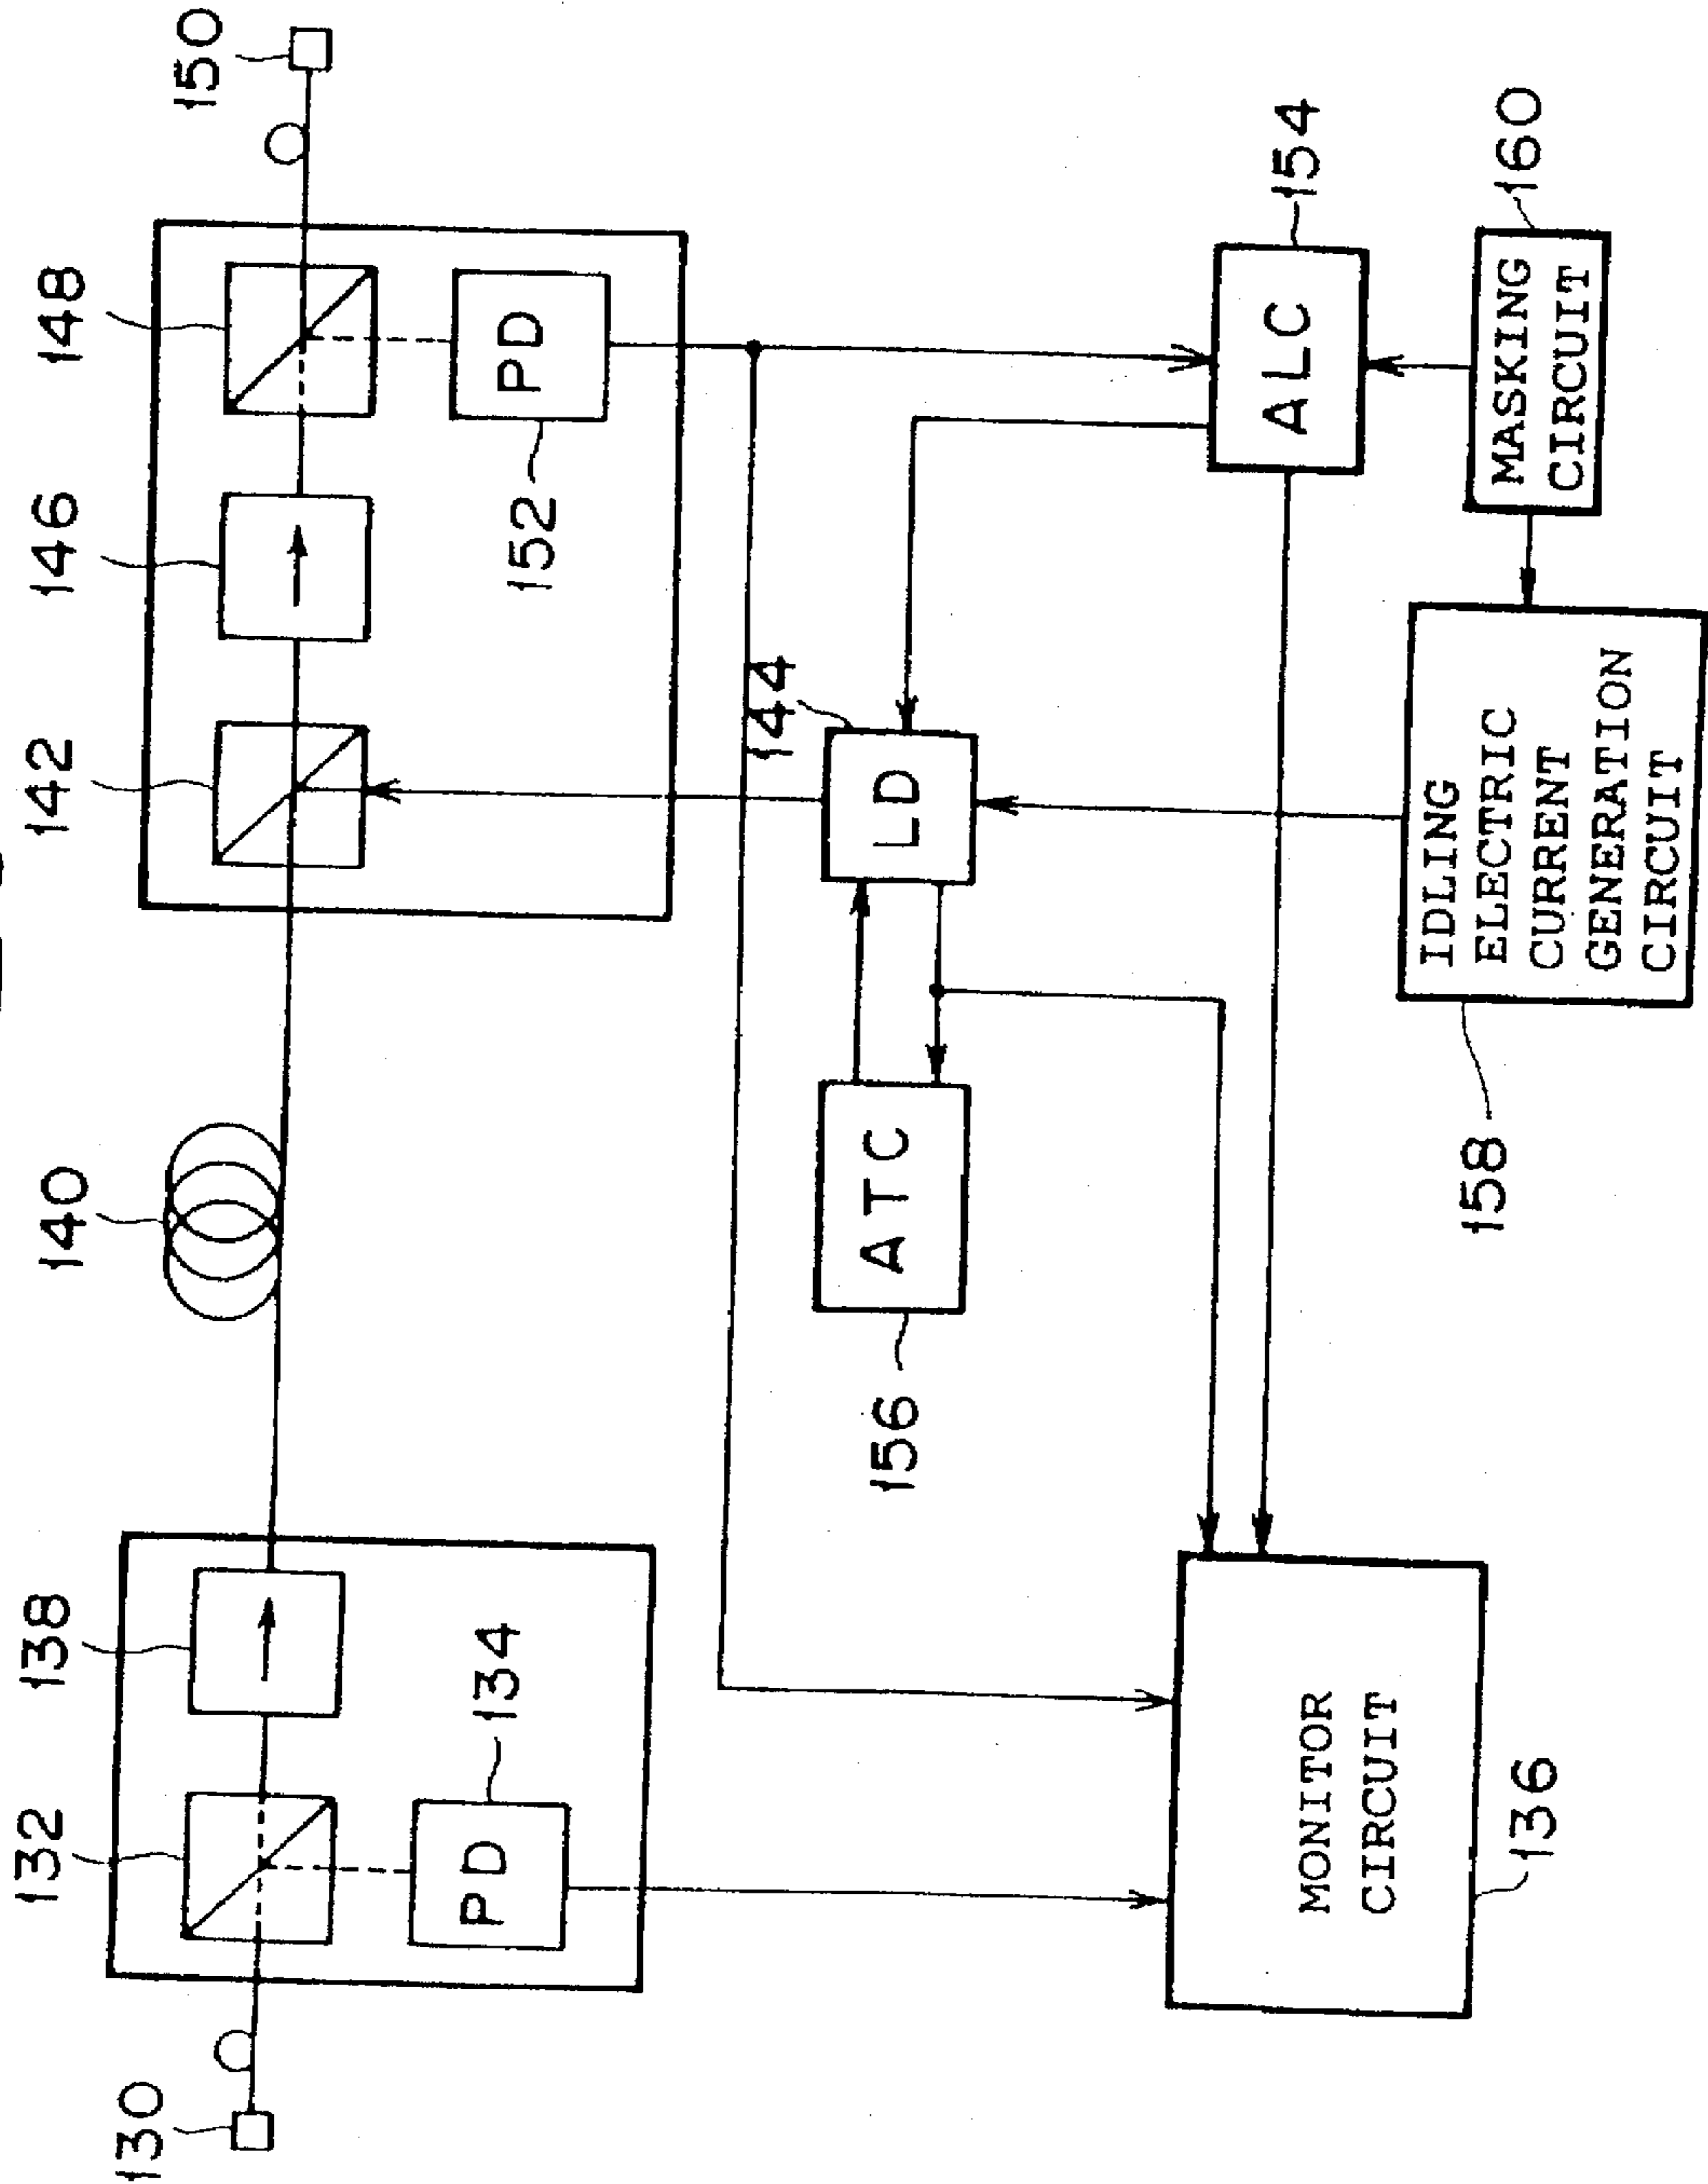 130
132
138
140
142
146
148
150
PD
134
PD
152
144
LD
ATC
156
ALC
154
MONITOR
CIRCUIT
136
IDLING
ELECTRIC
CURRENT
GENERATION
CIRCUIT
158
MASKING
CIRCUIT
160